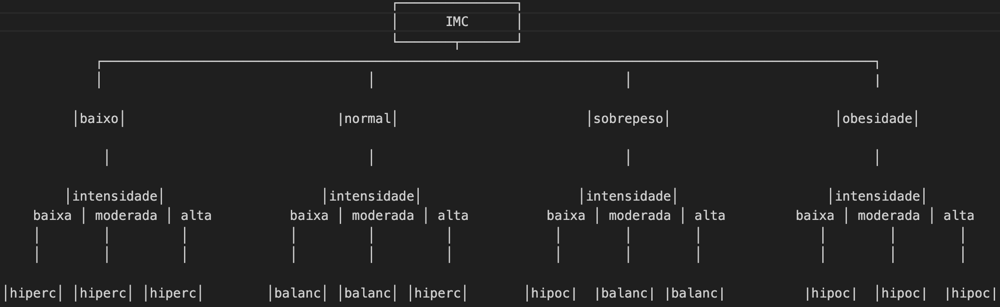 IMC
|baixo| |normal| |sobrepeso| |obesidade|
|intensidade| |intensidade| |intensidade| |intensidade|
baixa | moderada | alta baixa | moderada | alta baixa | moderada | alta baixa | moderada | alta
|hiperc| |hiperc| |hiperc| |balanc| |balanc| |hiperc| |hipoc| |balanc| |balanc| |hipoc| |hipoc| |hipoc|